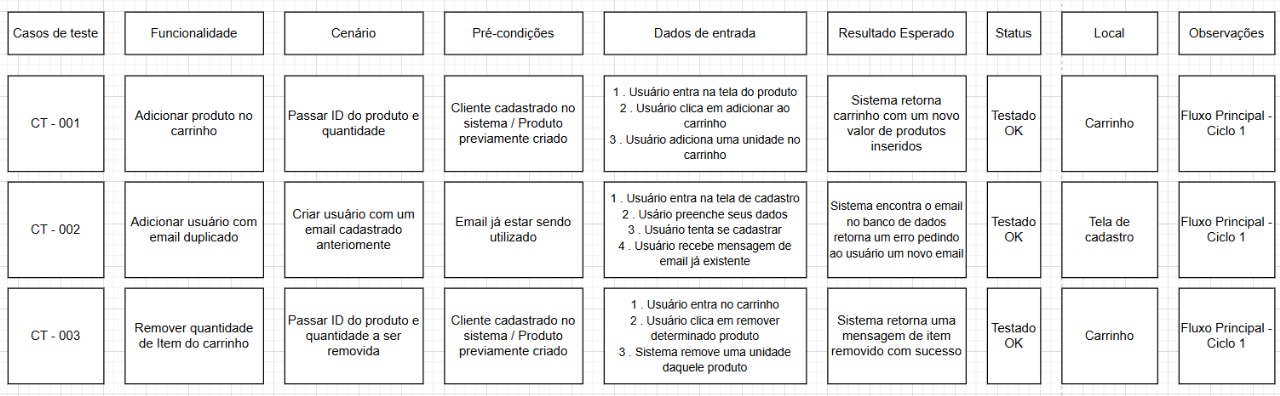 Casos de teste
Funcionalidade
Cenário
Pré-condições
Dados de entrada
Resultado Esperado
Status
Local
Observações
CT - 001
Adicionar produto no
carrinho
Passar ID do produto e
quantidade
Cliente cadastrado no
sistema / Produto
previamente criado
1 . Usuário entra na tela do produto
2 . Usuário clica em adicionar ao
carrinho
3 . Usuário adiciona uma unidade no
carrinho
Sistema retorna
carrinho com um novo
valor de produtos
inseridos
Testado
OK
Carrinho
Fluxo Principal -
Ciclo 1
CT - 002
Adicionar usuário com
email duplicado
Criar usuário com um
email cadastrado
anteriomente
Email já estar sendo
utilizado
1 . Usuário entra na tela de cadastro
2 . Usário preenche seus dados
3 . Usuário tenta se cadastrar
4 . Usuário recebe mensagem de
email já existente
Sistema encontra o email
no banco de dados
retorna um erro pedindo
ao usuário um novo email
Testado
OK
Tela de
cadastro
Fluxo Principal -
Ciclo 1
CT - 003
Remover quantidade
de Item do carrinho
Passar ID do produto e
quantidade a ser
removida
Cliente cadastrado no
sistema / Produto
previamente criado
1 . Usuário entra no carrinho
2 . Usuário clica em remover
determinado produto
3 . Sistema remove uma unidade
daquele produto
Sistema retorna uma
mensagem de item
removido com sucesso
Testado
OK
Carrinho
Fluxo Principal -
Ciclo 1